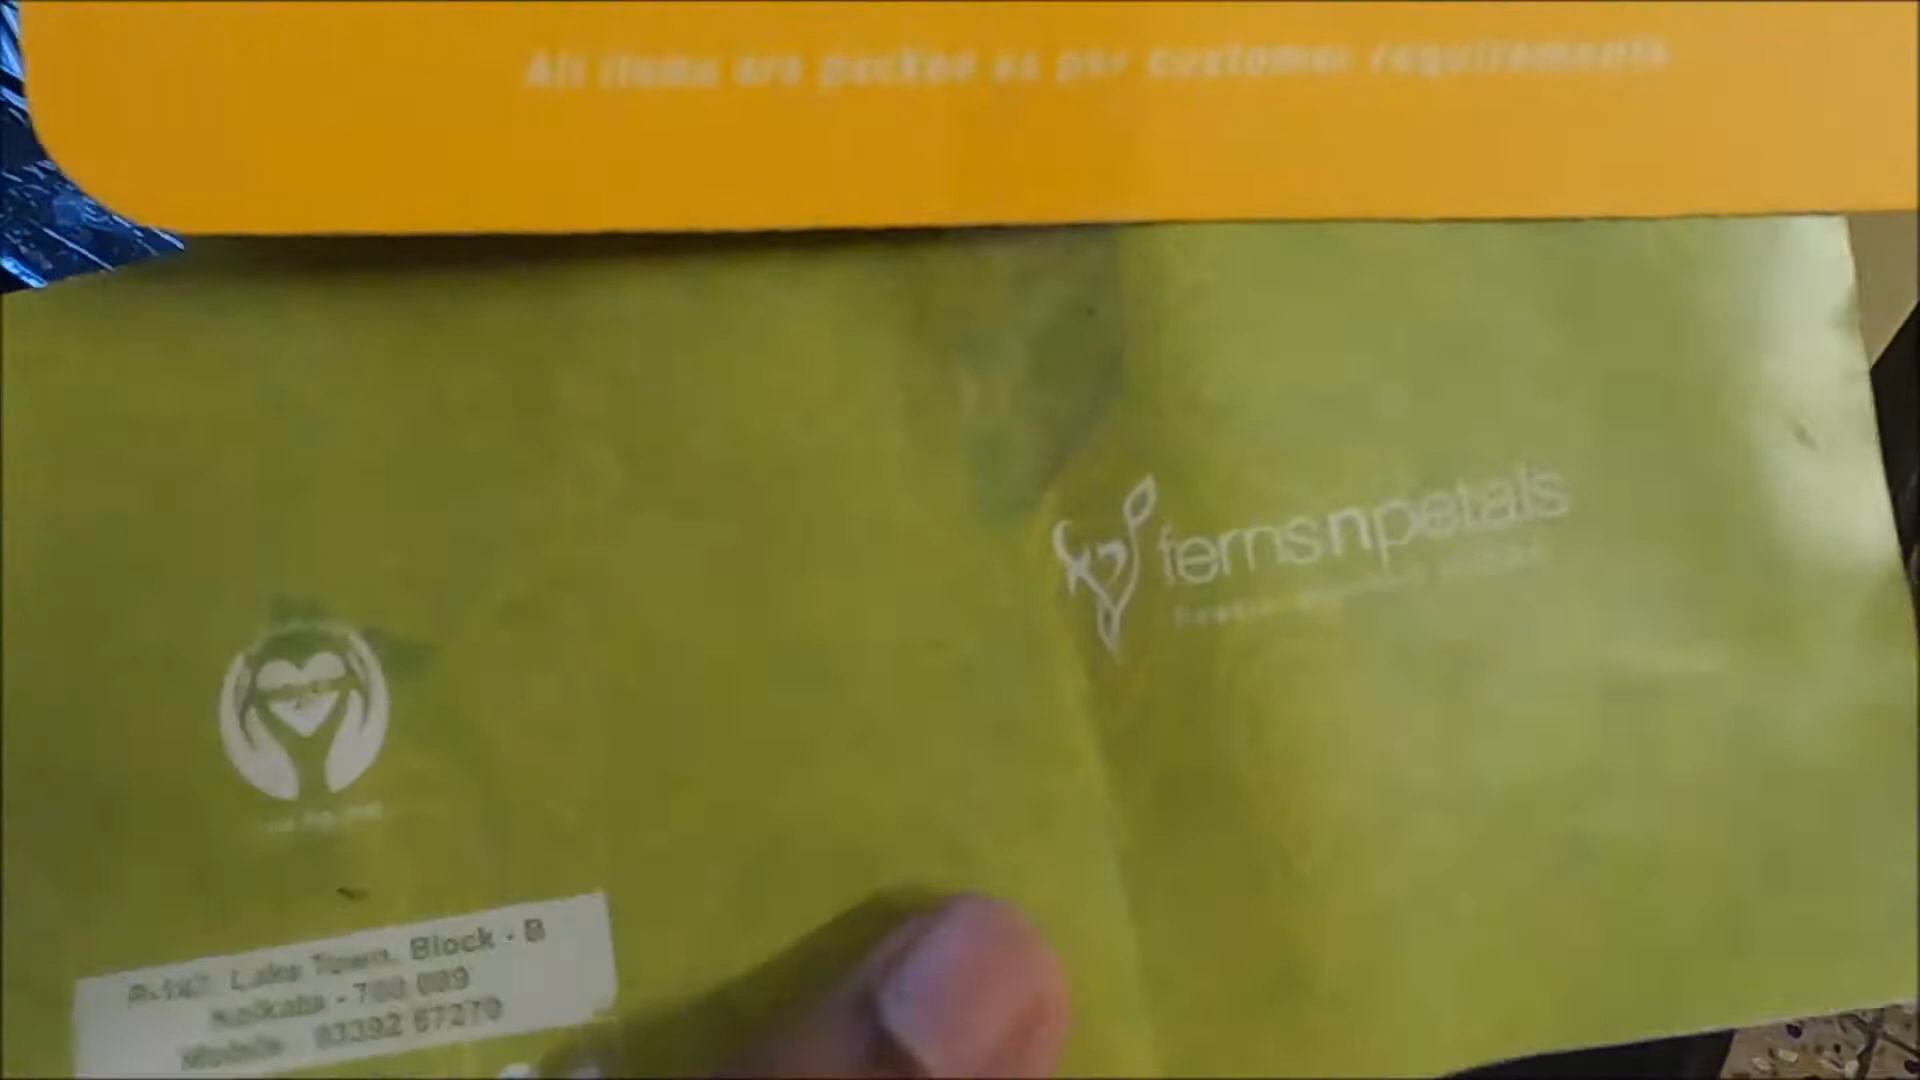 All items are packed as per customer requirements
fernsnpetals
Lake Town, Block - B
Kolkata - 700 089
Mobile 83392 67270